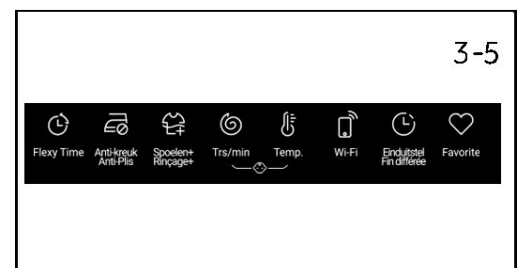 3-5
Flexy Time Anti-kreuk Spoelen+ Trs/min Temp. Wi-Fi Einduitstel Favorite
Anti-Plis Rinçage+ Fin différée